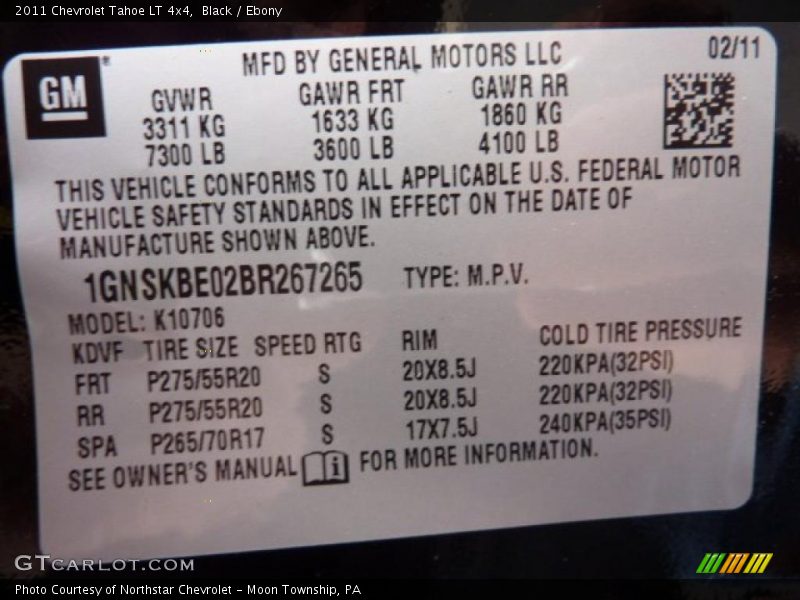 2011 Chevrolet Tahoe LT 4x4, Black / Ebony
MFD BY GENERAL MOTORS LLC 02/11
GM®
GVWR GAWR FRT GAWR RR
3311 KG 1633 KG 1860 KG
7300 LB 3600 LB 4100 LB
THIS VEHICLE CONFORMS TO ALL APPLICABLE U.S. FEDERAL MOTOR
VEHICLE SAFETY STANDARDS IN EFFECT ON THE DATE OF
MANUFACTURE SHOWN ABOVE.
1GNSKBE02BR267265 TYPE: M.P.V.
MODEL: K10706
KDVF TIRE SIZE SPEED RTG RIM COLD TIRE PRESSURE
FRT P275/55R20 S 20X8.5J 220KPA(32PSI)
RR P275/55R20 S 20X8.5J 220KPA(32PSI)
SPA P265/70R17 S 17X7.5J 240KPA(35PSI)
SEE OWNER'S MANUAL FOR MORE INFORMATION.
GTCARLOT.COM
Photo Courtesy of Northstar Chevrolet - Moon Township, PA